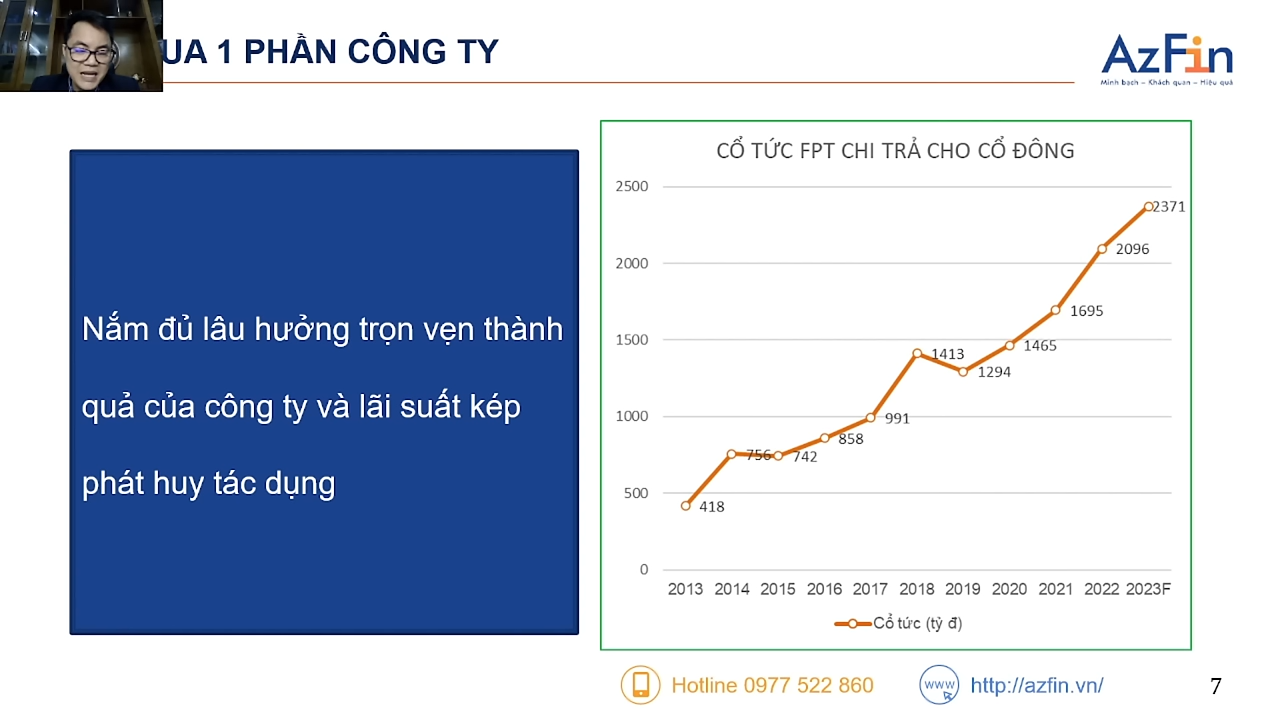 UA 1 PHẦN CÔNG TY
AzFin
Minh bạch – Khách quan – Hiệu quả
Nắm đủ lâu hưởng trọn vẹn thành
quả của công ty và lãi suất kép
phát huy tác dụng
CỔ TỨC FPT CHI TRẢ CHO CỔ ĐÔNG
2500
2000
1500
1000
500
0
418
756
742
858
991
1413
1294
1465
1695
2096
2371
2013 2014 2015 2016 2017 2018 2019 2020 2021 2022 2023F
Cổ tức (tỷ đ)
Hotline 0977 522 860
www
http://azfin.vn/
7